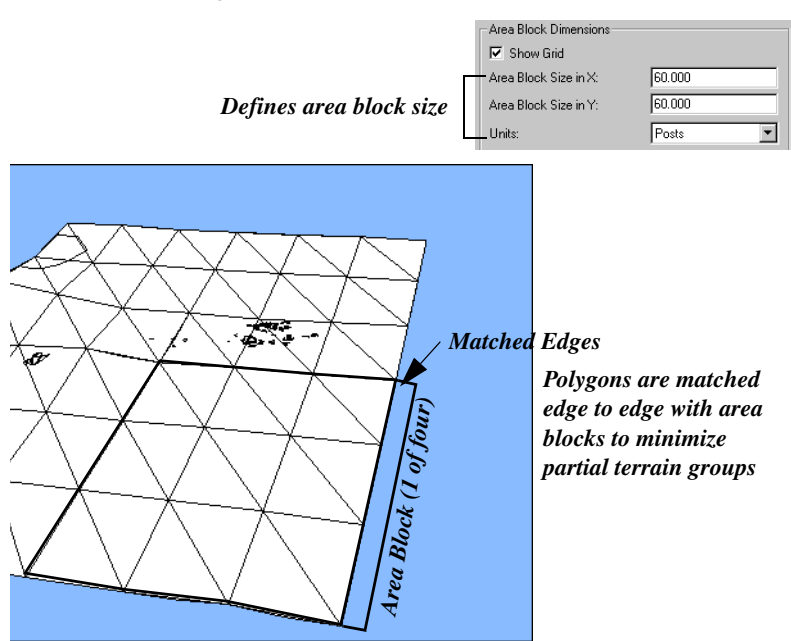 Area Block Dimensions
Show Grid
Area Block Size in X: 60.000
Defines area block size
Area Block Size in Y: 60.000
Units: Posts
Matched Edges
Polygons are matched
edge to edge with area
blocks to minimize
partial terrain groups
Area Block (1 of four)